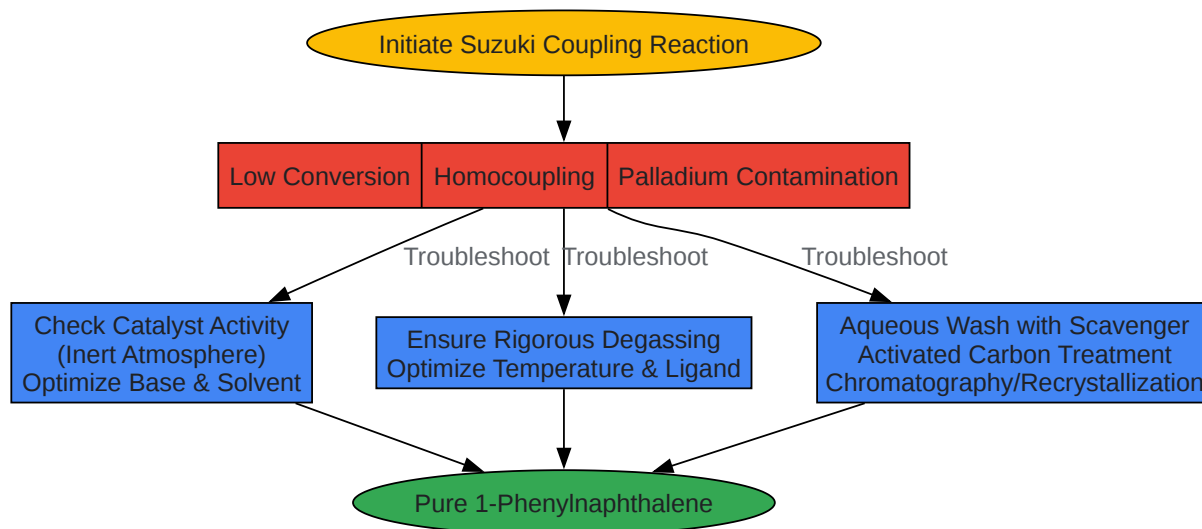 Initiate Suzuki Coupling Reaction
Low Conversion
Homocoupling
Palladium Contamination
Troubleshoot
Troubleshoot
Troubleshoot
Check Catalyst Activity
(Inert Atmosphere)
Optimize Base & Solvent
Ensure Rigorous Degassing
Optimize Temperature & Ligand
Aqueous Wash with Scavenger
Activated Carbon Treatment
Chromatography/Recrystallization
Pure 1-Phenylnaphthalene